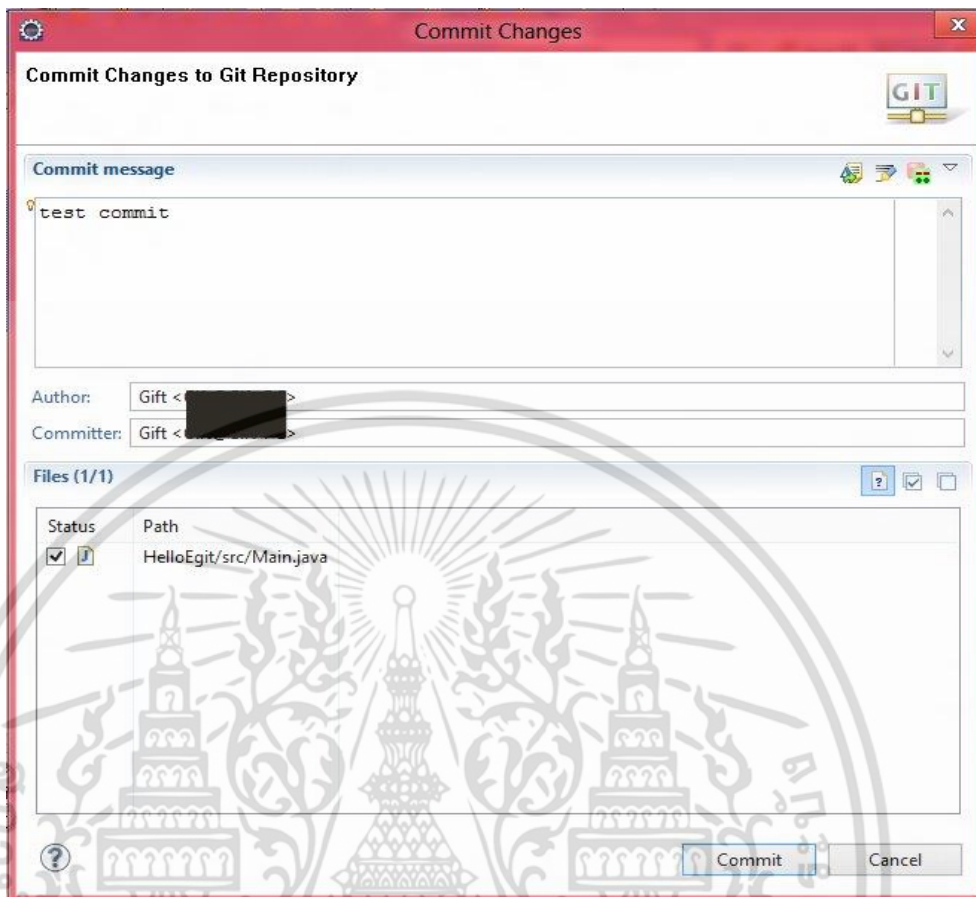 Commit Changes
Commit Changes to Git Repository
GIT
Commit message
test commit
Author: Gift < >
Committer: Gift < >
Files (1/1)
Status Path
HelloEgit/src/Main.java
Commit Cancel